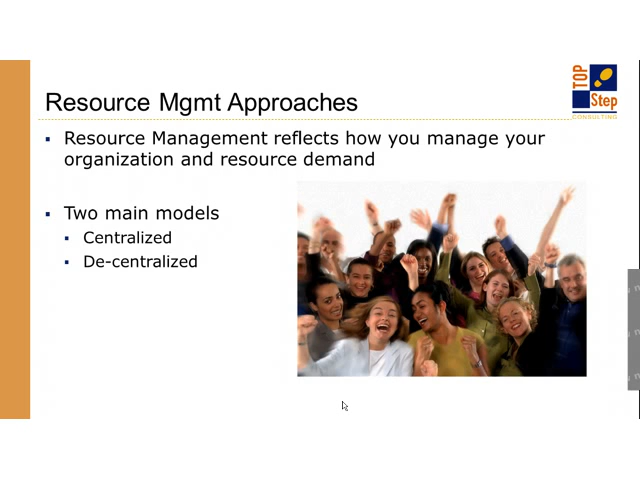 TOP
Step
CONSULTING
Resource Mgmt Approaches
▪ Resource Management reflects how you manage your
organization and resource demand
▪ Two main models
▪ Centralized
▪ De-centralized